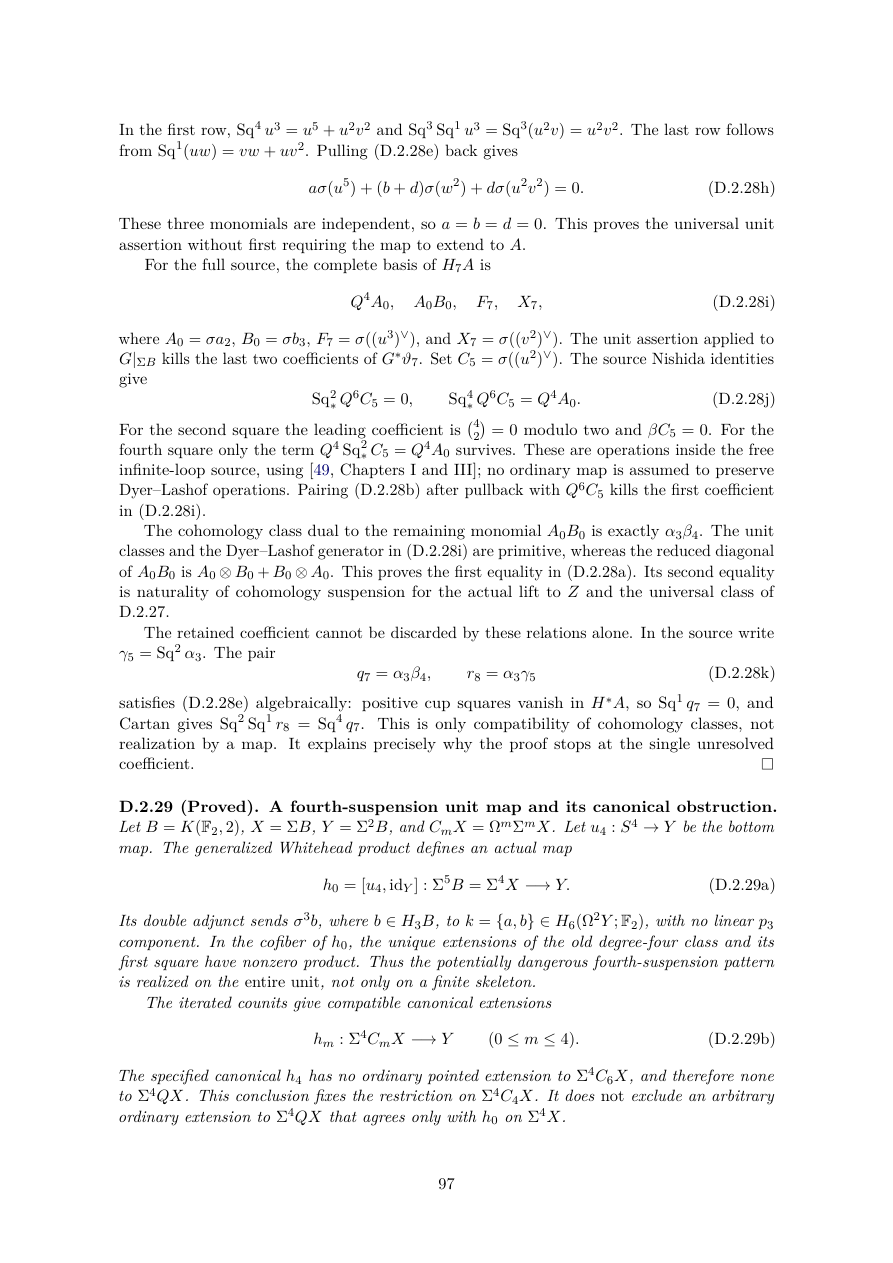 In the first row, Sq⁴ u³ = u⁵ + u²v² and Sq³ Sq¹ u³ = Sq³(u²v) = u²v². The last row follows
from Sq¹(uw) = vw + uv². Pulling (D.2.28e) back gives
aσ(u⁵) + (b + d)σ(w²) + dσ(u²v²) = 0. (D.2.28h)
These three monomials are independent, so a = b = d = 0. This proves the universal unit
assertion without first requiring the map to extend to A.
For the full source, the complete basis of H₇A is
Q⁴A₀, A₀B₀, F₇, X₇, (D.2.28i)
where A₀ = σa₂, B₀ = σb₃, F₇ = σ((u³)^∨), and X₇ = σ((v²)^∨). The unit assertion applied to
G|_{ΣB} kills the last two coefficients of G*ϑ₇. Set C₅ = σ((u²)^∨). The source Nishida identities
give
Sq²_* Q⁶C₅ = 0, Sq⁴_* Q⁶C₅ = Q⁴A₀. (D.2.28j)
For the second square the leading coefficient is \binom{4}{2} = 0 modulo two and βC₅ = 0. For the
fourth square only the term Q⁴ Sq²_* C₅ = Q⁴A₀ survives. These are operations inside the free
infinite-loop source, using [49, Chapters I and III]; no ordinary map is assumed to preserve
Dyer–Lashof operations. Pairing (D.2.28b) after pullback with Q⁶C₅ kills the first coefficient
in (D.2.28i).
The cohomology class dual to the remaining monomial A₀B₀ is exactly α₃β₄. The unit
classes and the Dyer–Lashof generator in (D.2.28i) are primitive, whereas the reduced diagonal
of A₀B₀ is A₀ ⊗ B₀ + B₀ ⊗ A₀. This proves the first equality in (D.2.28a). Its second equality
is naturality of cohomology suspension for the actual lift to Z and the universal class of
D.2.27.
The retained coefficient cannot be discarded by these relations alone. In the source write
γ₅ = Sq² α₃. The pair
q₇ = α₃β₄, r₈ = α₃γ₅ (D.2.28k)
satisfies (D.2.28e) algebraically: positive cup squares vanish in H*A, so Sq¹ q₇ = 0, and
Cartan gives Sq² Sq¹ r₈ = Sq⁴ q₇. This is only compatibility of cohomology classes, not
realization by a map. It explains precisely why the proof stops at the single unresolved
coefficient. □
D.2.29 (Proved). A fourth-suspension unit map and its canonical obstruction.
Let B = K(𝔽₂, 2), X = ΣB, Y = Σ²B, and C_mX = Ω^mΣ^mX. Let u₄ : S⁴ → Y be the bottom
map. The generalized Whitehead product defines an actual map
h₀ = [u₄, id_Y] : Σ⁵B = Σ⁴X ⟶ Y. (D.2.29a)
Its double adjunct sends σ³b, where b ∈ H₃B, to k = {a, b} ∈ H₆(Ω²Y; 𝔽₂), with no linear p₃
component. In the cofiber of h₀, the unique extensions of the old degree-four class and its
first square have nonzero product. Thus the potentially dangerous fourth-suspension pattern
is realized on the entire unit, not only on a finite skeleton.
The iterated counits give compatible canonical extensions
h_m : Σ⁴C_mX ⟶ Y (0 ≤ m ≤ 4). (D.2.29b)
The specified canonical h₄ has no ordinary pointed extension to Σ⁴C₆X, and therefore none
to Σ⁴QX. This conclusion fixes the restriction on Σ⁴C₄X. It does not exclude an arbitrary
ordinary extension to Σ⁴QX that agrees only with h₀ on Σ⁴X.
97